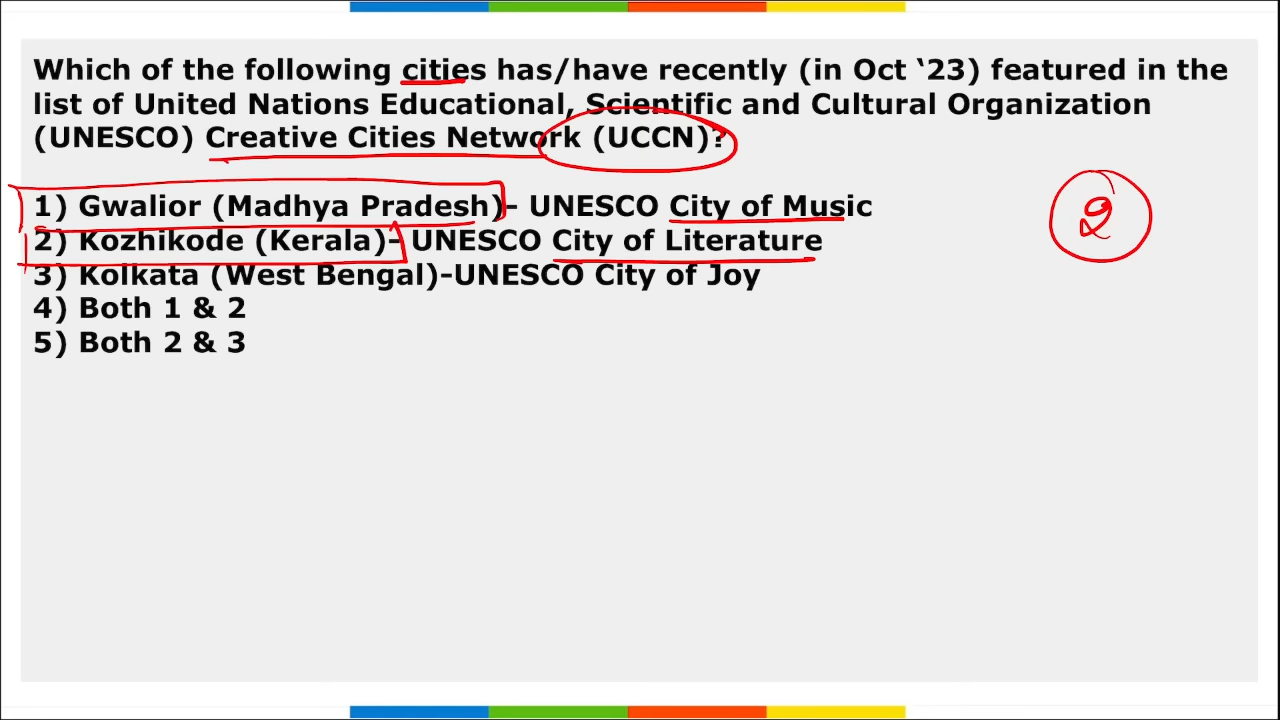 Which of the following cities has/have recently (in Oct ‘23) featured in the
list of United Nations Educational, Scientific and Cultural Organization
(UNESCO) Creative Cities Network (UCCN)?
1) Gwalior (Madhya Pradesh)- UNESCO City of Music
2) Kozhikode (Kerala)- UNESCO City of Literature
3) Kolkata (West Bengal)-UNESCO City of Joy
4) Both 1 & 2
5) Both 2 & 3
2